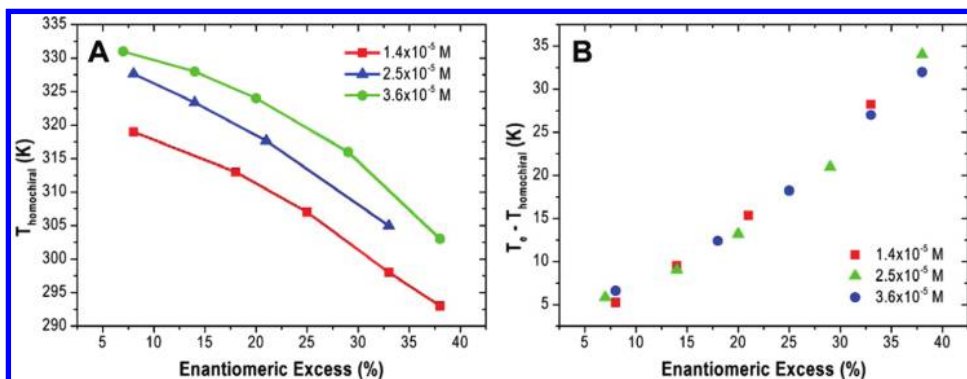 A
1.4x10⁻⁵ M
2.5x10⁻⁵ M
3.6x10⁻⁵ M
335
330
325
320
315
310
305
300
295
290
T_homochiral (K)
5 10 15 20 25 30 35 40
Enantiomeric Excess (%)
B
35
30
25
20
15
10
5
T_e - T_homochiral (K)
1.4x10⁻⁵ M
2.5x10⁻⁵ M
3.6x10⁻⁵ M
5 10 15 20 25 30 35 40
Enantiomeric Excess (%)